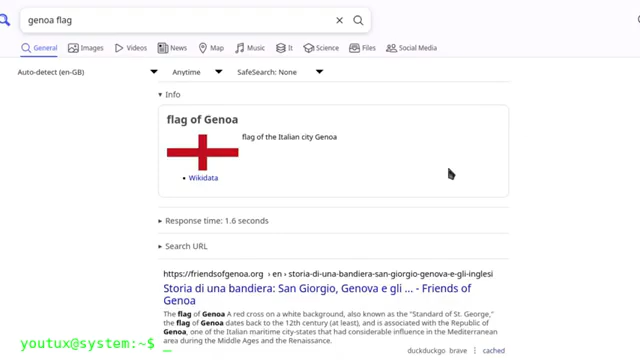 genoa flag
General Images Videos News Map Music It Science Files Social Media
Auto-detect (en-GB) Anytime SafeSearch: None
Info
flag of Genoa
flag of the Italian city Genoa
Wikidata
Response time: 1.6 seconds
Search URL
https://friendsofgenoa.org › en › storia-di-una-bandiera-san-giorgio-genova-e-gli-inglesi
Storia di una bandiera: San Giorgio, Genova e gli ... - Friends of
Genoa
The flag of Genoa A red cross on a white background, also known as the "Standard of St. George,"
the flag of Genoa dates back to the 12th century (at least), and is associated with the Republic of
Genoa, one of the Italian maritime city-states that had considerable influence in the Mediterranean
area during the Middle Ages and the Renaissance.
duckduckgo brave cached
youtux@system:~$ _